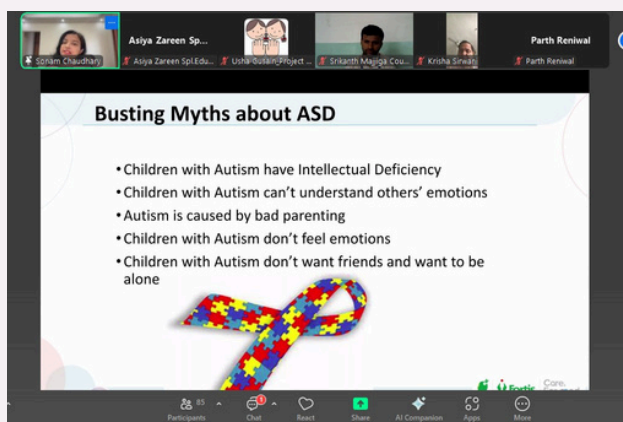 Asiya Zareen Sp...
Parth Reniwal
Sonam Chaudhary
Asiya Zareen Spl.Edu...
Usha Gusain_Project ...
Srikanth Majjiga Cou...
Krisha Sirwani
Parth Reniwal
Busting Myths about ASD
•Children with Autism have Intellectual Deficiency
•Children with Autism can't understand others' emotions
•Autism is caused by bad parenting
•Children with Autism don't feel emotions
•Children with Autism don't want friends and want to be
alone
Fortis
Care.
85
1
Participants
Chat
React
Share
AI Companion
Apps
More